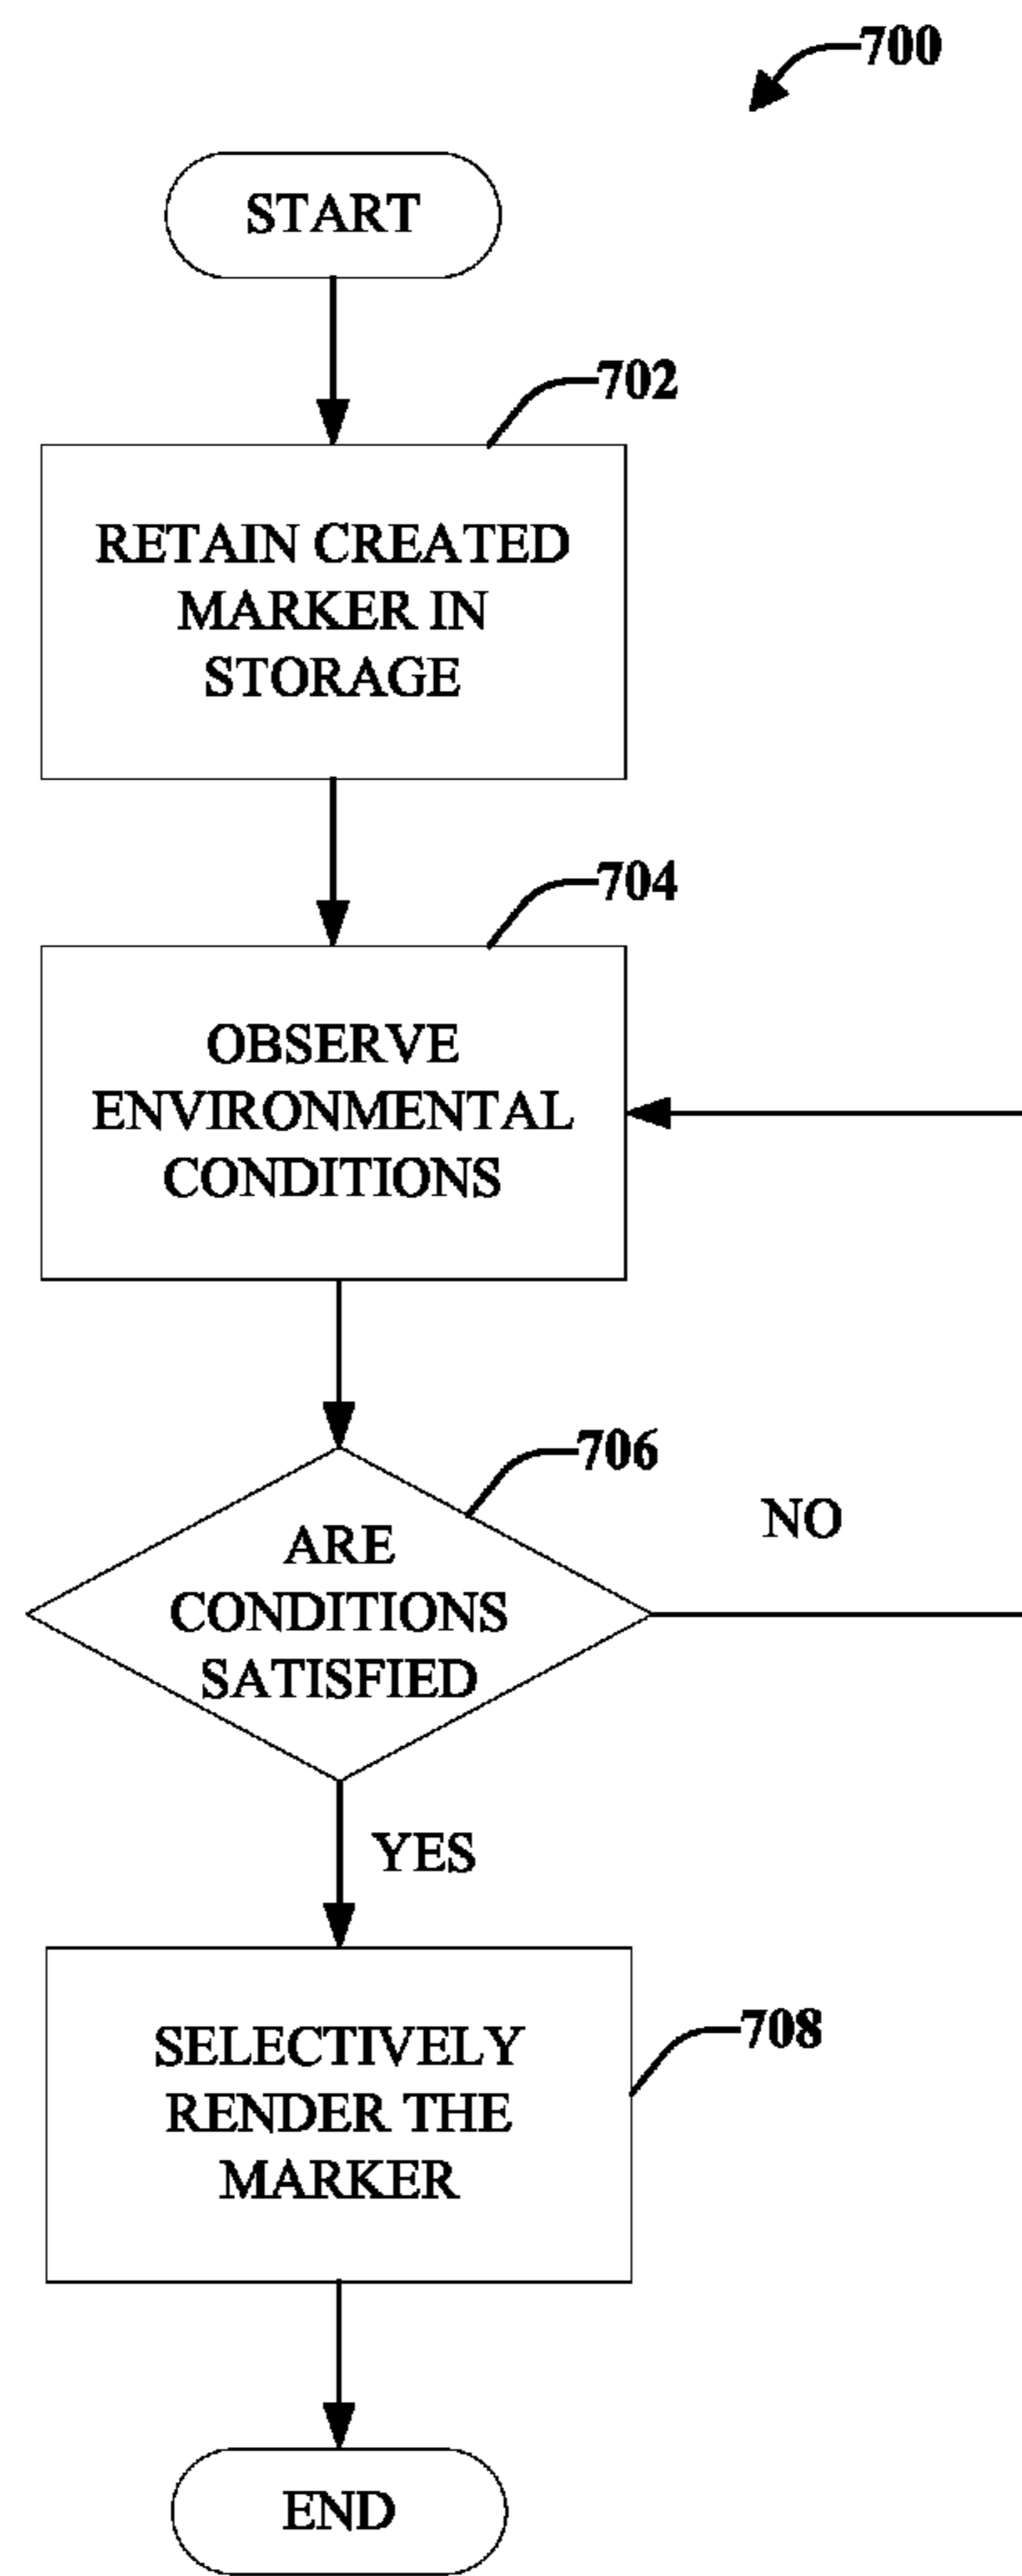 700
START
702
RETAIN CREATED
MARKER IN
STORAGE
704
OBSERVE
ENVIRONMENTAL
CONDITIONS
706
ARE
CONDITIONS
SATISFIED
NO
YES
708
SELECTIVELY
RENDER THE
MARKER
END